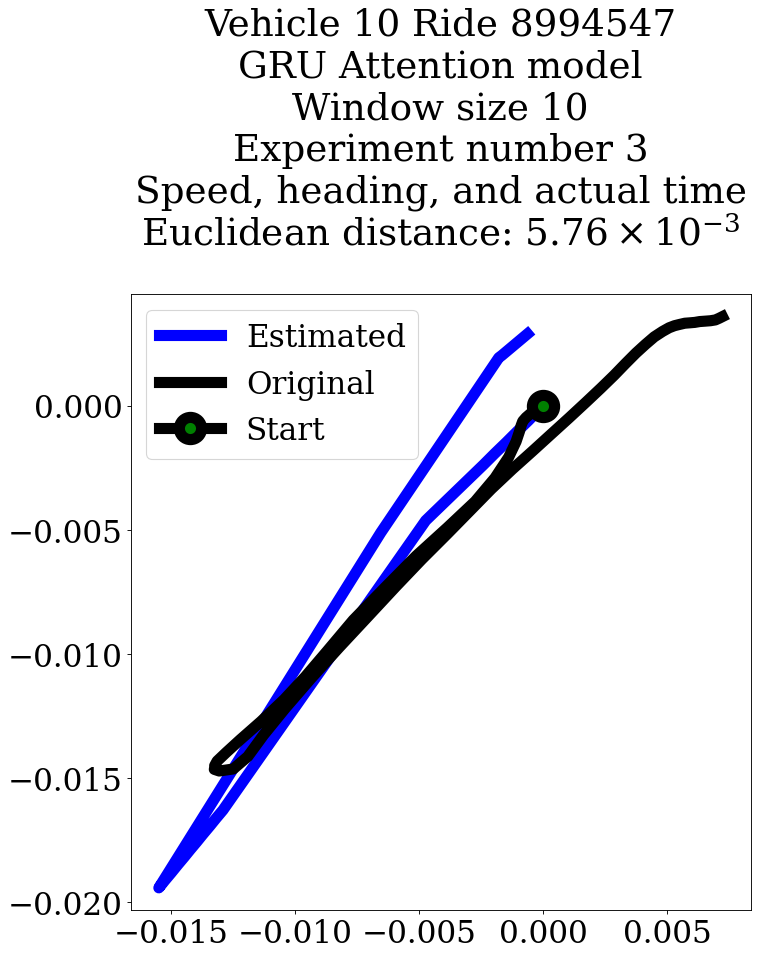 Vehicle 10 Ride 8994547
GRU Attention model
Window size 10
Experiment number 3
Speed, heading, and actual time
Euclidean distance: 5.76 × 10⁻³
Estimated
Original
Start
0.000
−0.005
−0.010
−0.015
−0.020
−0.015 −0.010 −0.005 0.000 0.005